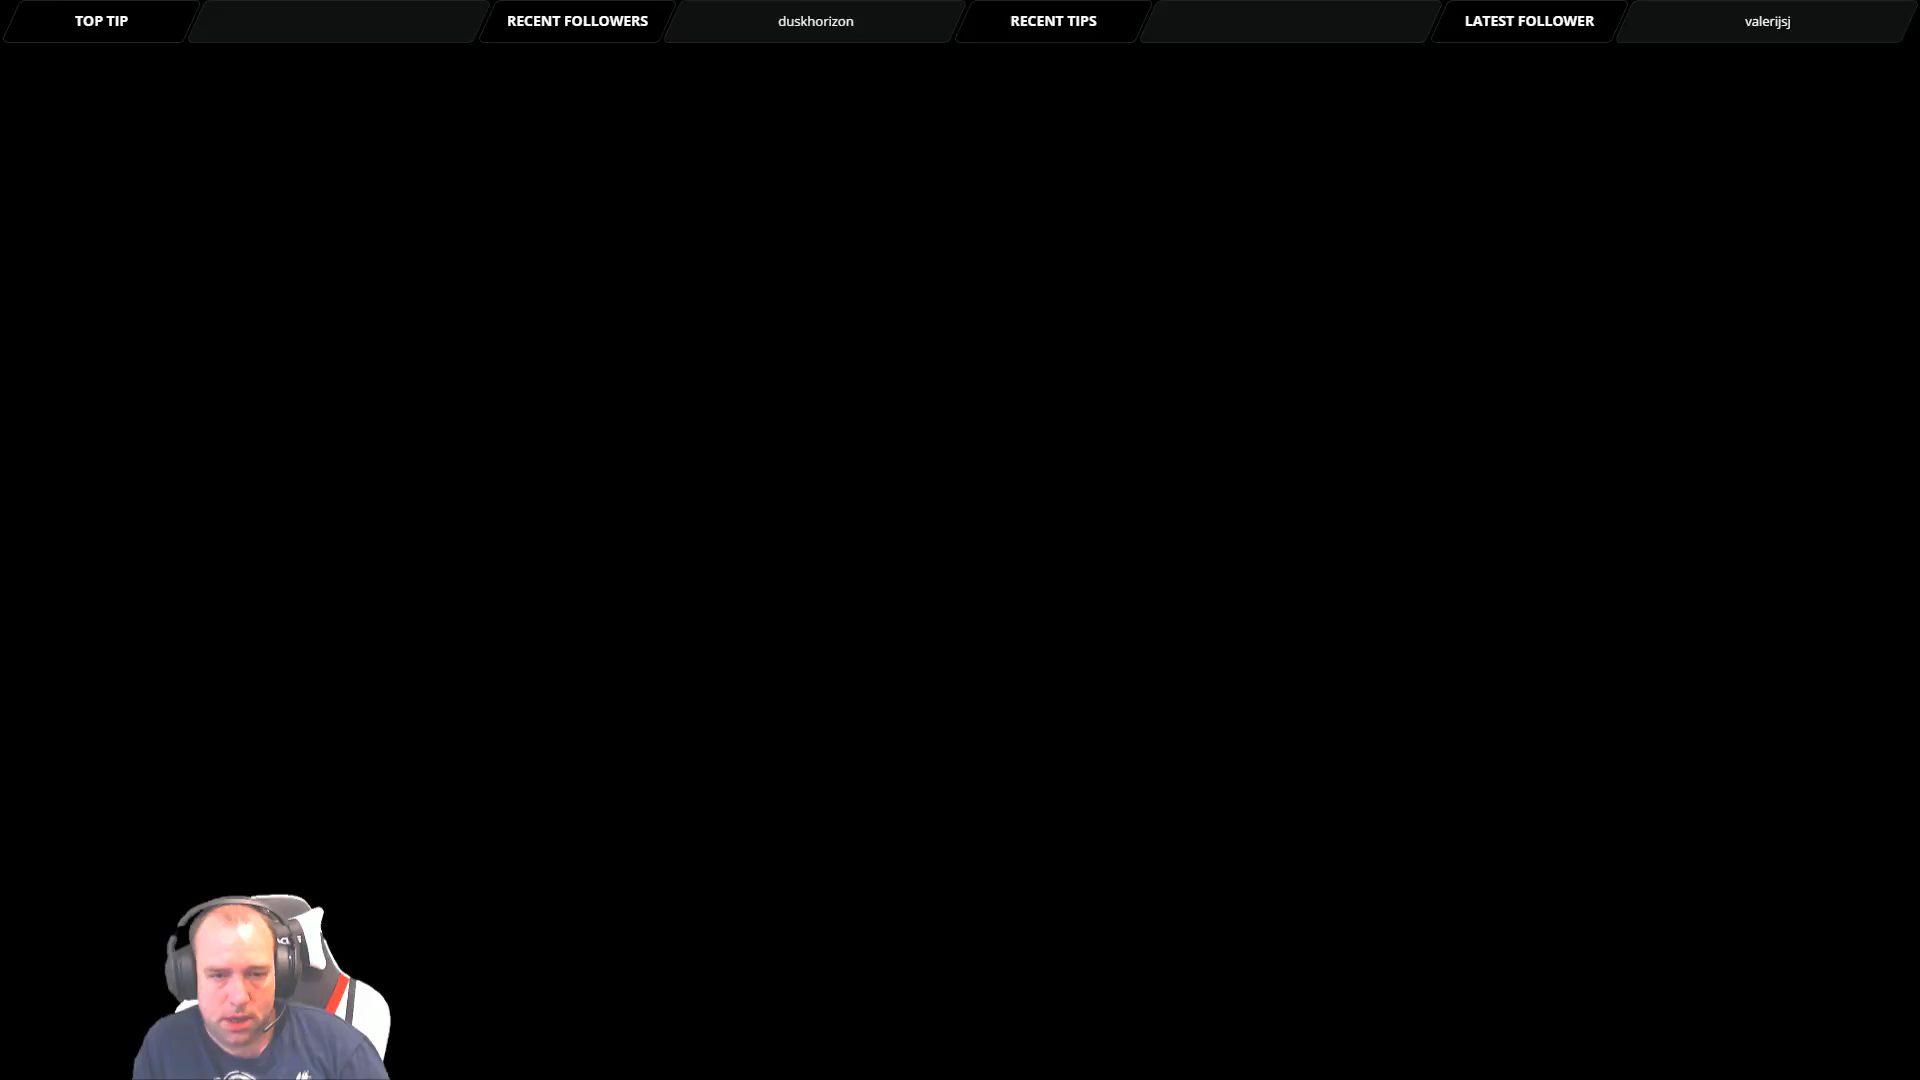 TOP TIP
RECENT FOLLOWERS
duskhorizon
RECENT TIPS
LATEST FOLLOWER
valerijsj